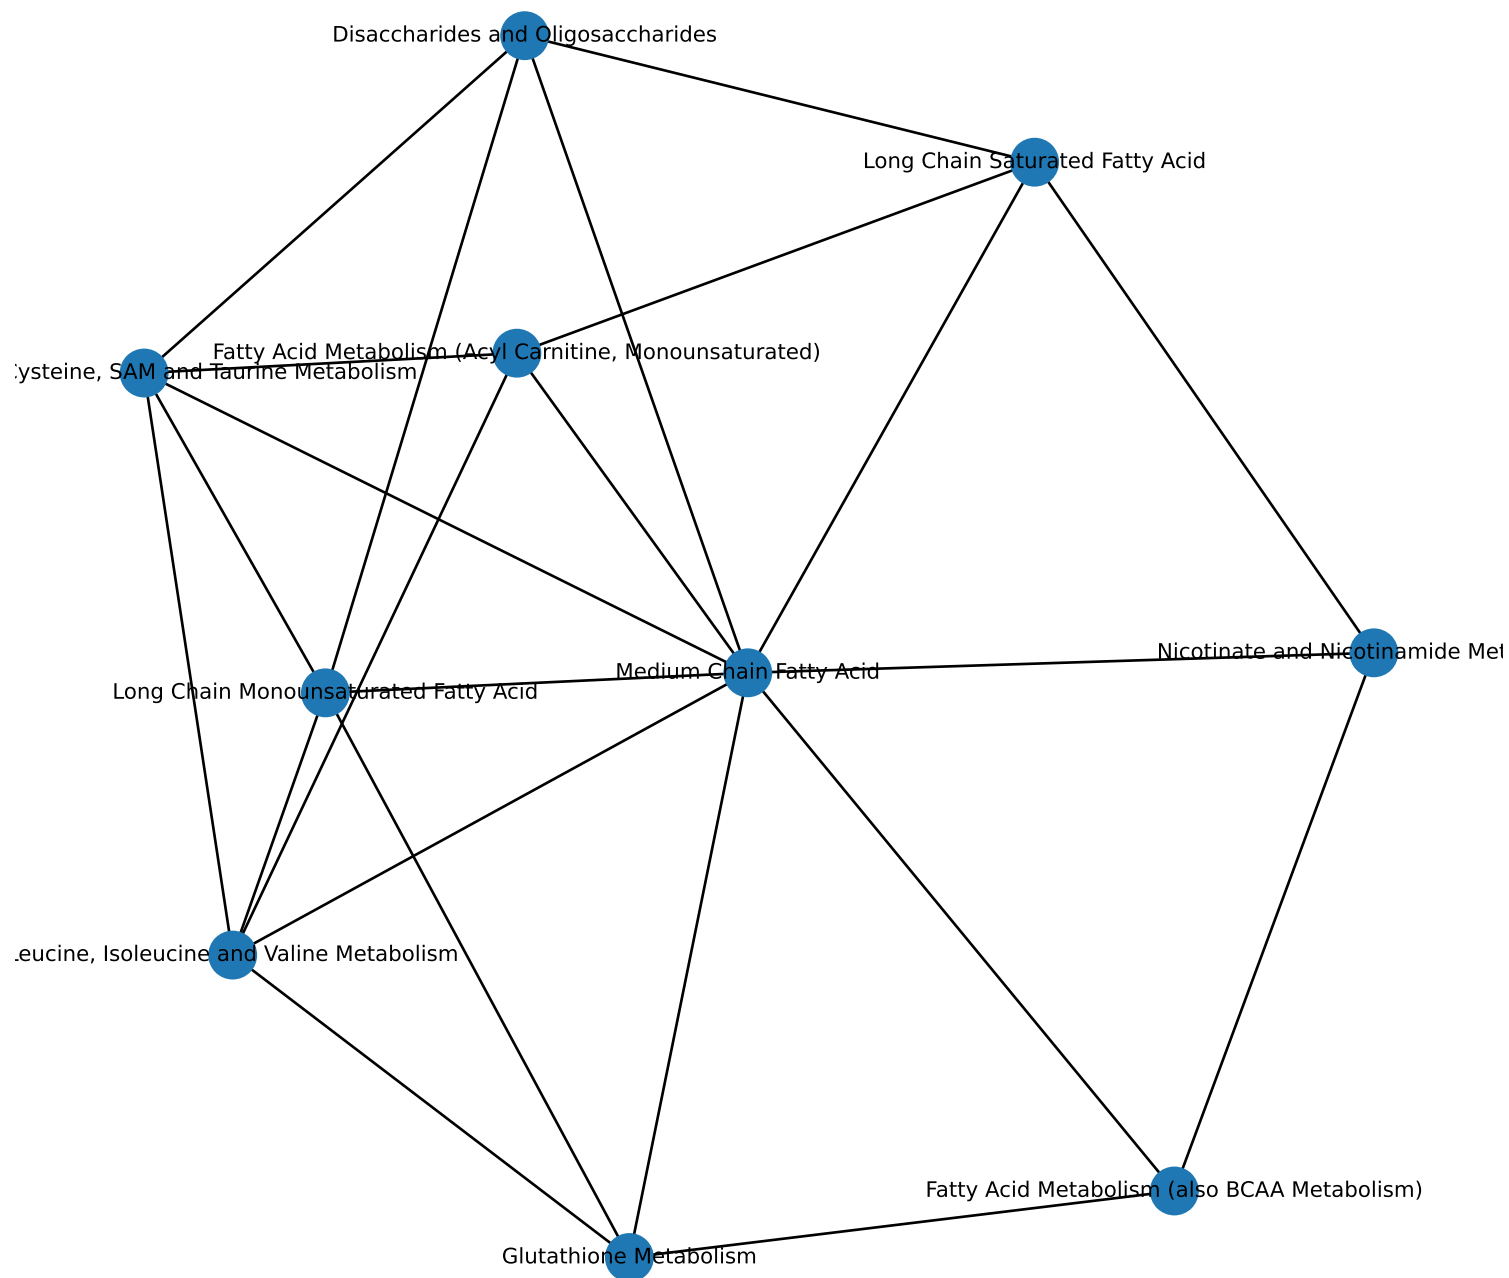 Disaccharides and Oligosaccharides
Long Chain Saturated Fatty Acid
Fatty Acid Metabolism (Acyl Carnitine, Monounsaturated)
ysteine, SAM and Taurine Metabolism
Nicotinate and Nicotinamide Met
Medium Chain Fatty Acid
Long Chain Monounsaturated Fatty Acid
eucine, Isoleucine and Valine Metabolism
Fatty Acid Metabolism (also BCAA Metabolism)
Glutathione Metabolism